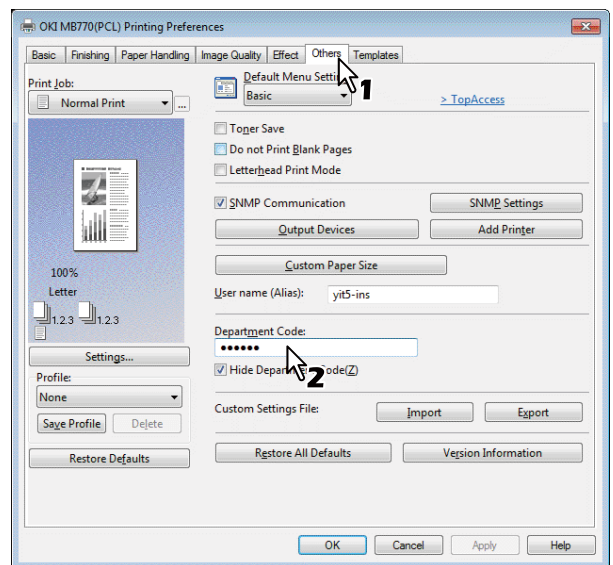 OKI MB770(PCL) Printing Preferences
Basic Finishing Paper Handling Image Quality Effect Others Templates
Print Job:
Normal Print ...
100%
Letter
1.2.3 1.2.3
Settings...
Profile:
None
Save Profile Delete
Restore Defaults
Default Menu
Basic
1
> TopAccess
Toner Save
Do not Print Blank Pages
Letterhead Print Mode
SNMP Communication SNMP Settings
Output Devices Add Printer
Custom Paper Size
User name (Alias): yit5-ins
Department Code:
••••••
2
Hide Code(Z)
Custom Settings File: Import Export
Restore All Defaults Version Information
OK Cancel Apply Help